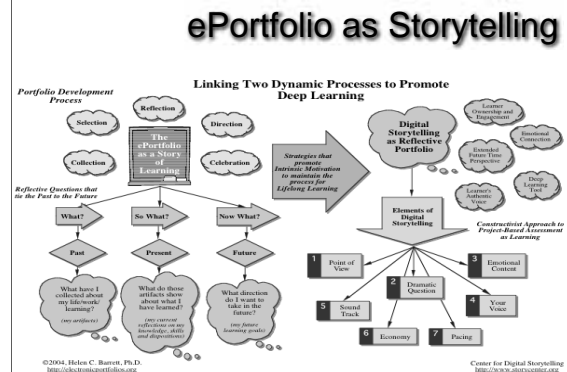 ePortfolio as Storytelling
Linking Two Dynamic Processes to Promote
Deep Learning
Portfolio Development
Process
Reflection
Selection
Direction
Collection
Celebration
The
ePortfolio
as a Story
of
Learning
Reflective Questions that
tie the Past to the Future
What?
So What?
Now What?
Past
Present
Future
What have I
collected about
my life/work/
learning?
(my artifacts)
What do those
artifacts show
about what I
have learned?
(my current
reflections on my
knowledge, skills
and dispositions)
What direction
do I want to
take in the
future?
(my future
learning goals)
Strategies that
promote
Intrinsic Motivation
to maintain the
process for
Lifelong Learning
Digital
Storytelling
as Reflective
Portfolio
Learner
Ownership and
Engagement
Emotional
Connection
Extended
Future Time
Perspective
Deep
Learning
Tool
Learner's
Authentic
Voice
Elements of
Digital
Storytelling
Constructivist Approach to
Project-Based Assessment
as Learning
1 Point of
View
2 Dramatic
Question
3 Emotional
Content
4 Your
Voice
5 Sound
Track
6 Economy
7 Pacing
©2004, Helen C. Barrett, Ph.D.
http://electronicportfolios.org
Center for Digital Storytelling
http://www.storycenter.org